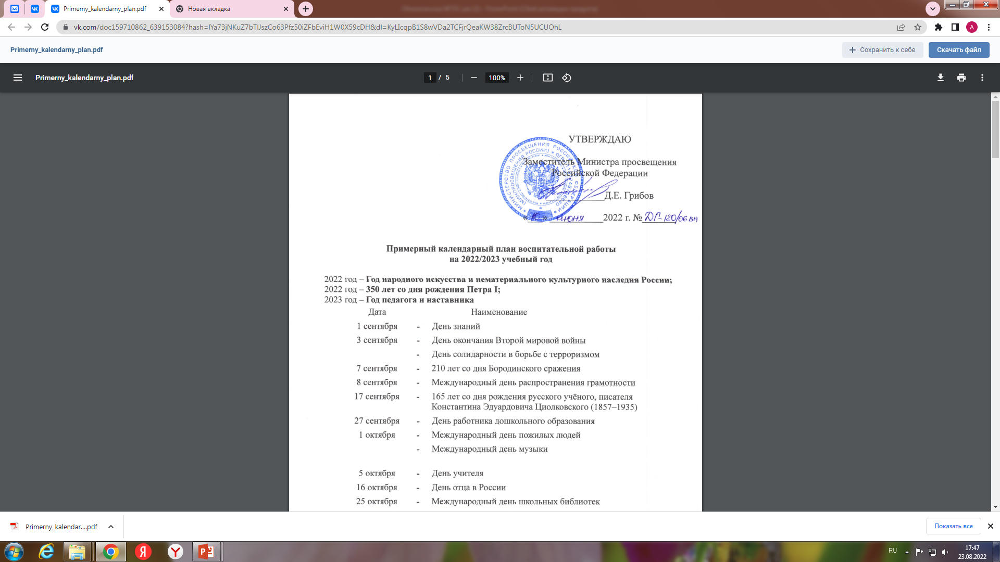 Primerny_kalendarny_plan.pdf
Новая вкладка
vk.com/doc159710862_639153084?hash=IYa73jNKuZ7bTIJszCo63Pfz50iZFbEviH1W0X59cDH&dl=KyLIcqpB1S8wVDa2TCFjrQeaKW38ZrcBUToN5UCUOhL
A
Primerny_kalendarny_plan.pdf
Сохранить к себе
Скачать файл
Primerny_kalendarny_plan.pdf
1 / 5
100%
УТВЕРЖДАЮ
Заместитель Министра просвещения
Российской Федерации
Д.Е. Грибов
«10» июня 2022 г. № ДГ-120/06вн
МИНИСТЕРСТВО ПРОСВЕЩЕНИЯ РОССИЙСКОЙ ФЕДЕРАЦИИ
(МИНПРОСВЕЩЕНИЯ РОССИИ)
Примерный календарный план воспитательной работы
на 2022/2023 учебный год
2022 год – Год народного искусства и нематериального культурного наследия России;
2022 год – 350 лет со дня рождения Петра I;
2023 год – Год педагога и наставника
Дата Наименование
1 сентября - День знаний
3 сентября - День окончания Второй мировой войны
- День солидарности в борьбе с терроризмом
7 сентября - 210 лет со дня Бородинского сражения
8 сентября - Международный день распространения грамотности
17 сентября - 165 лет со дня рождения русского учёного, писателя
Константина Эдуардовича Циолковского (1857–1935)
27 сентября - День работника дошкольного образования
1 октября - Международный день пожилых людей
- Международный день музыки
5 октября - День учителя
16 октября - День отца в России
25 октября - Международный день школьных библиотек
Primerny_kalendar....pdf
Показать все
RU
17:47
23.08.2022